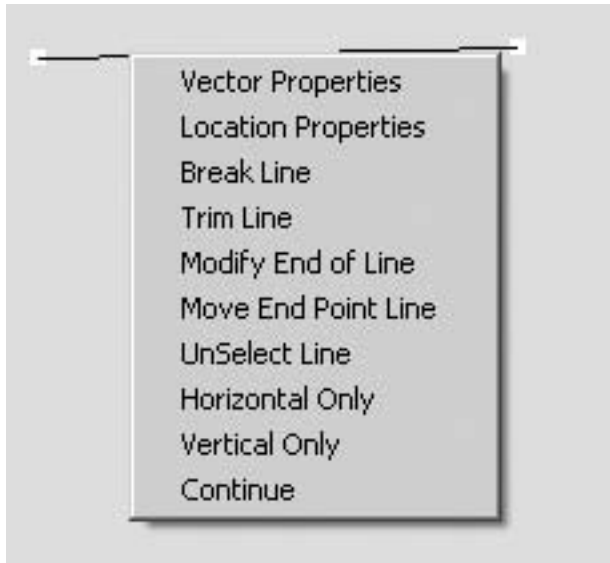 Vector Properties
Location Properties
Break Line
Trim Line
Modify End of Line
Move End Point Line
UnSelect Line
Horizontal Only
Vertical Only
Continue